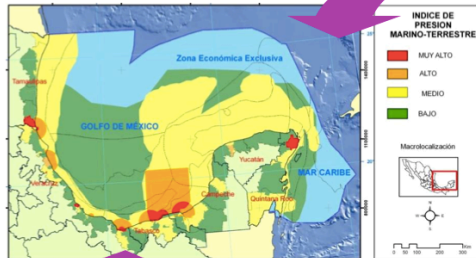 INDICE DE
PRESION
MARINO-TERRESTRE
MUY ALTO
ALTO
MEDIO
BAJO
Macrolocalización
Zona Económica Exclusiva
Tamaulipas
GOLFO DE MÉXICO
Veracruz
Tabasco
Campeche
Yucatán
Quintana Roo
MAR CARIBE